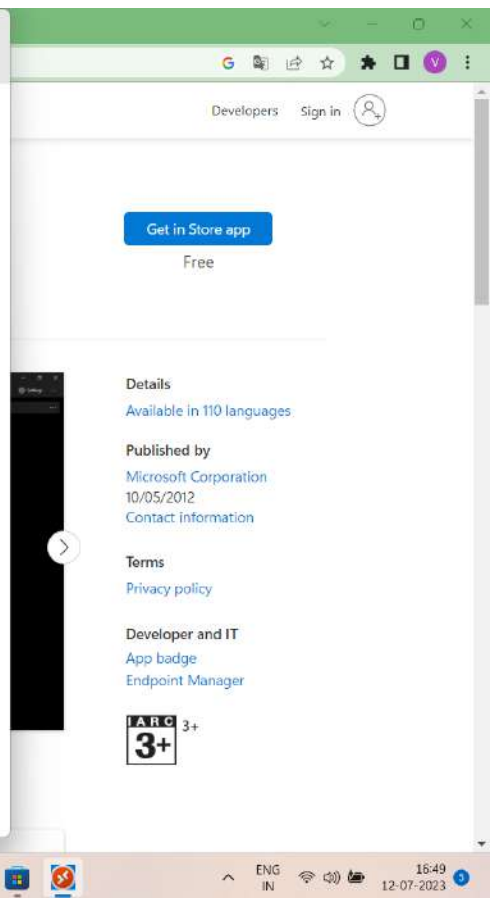 V
Developers Sign in
Get in Store app
Free
Details
Available in 110 languages
Published by
Microsoft Corporation
10/05/2012
Contact information
Terms
Privacy policy
Developer and IT
App badge
Endpoint Manager
IARC
3+
3+
ENG
IN
16:49
12-07-2023
3